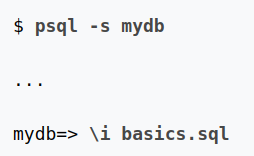 $ psql -s mydb
...
mydb=> \i basics.sql